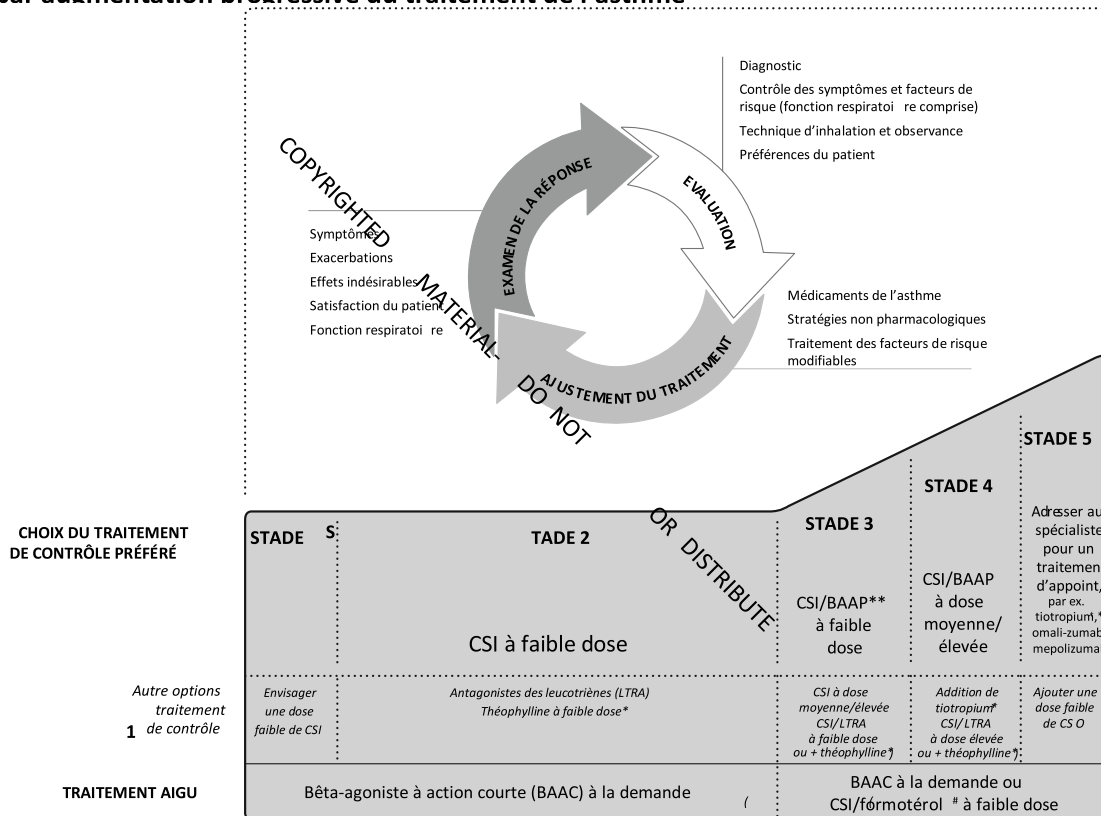 par augmentation progressive du traitement de l'asthme
Diagnostic
Contrôle des symptômes et facteurs de
risque (fonction respiratoi re comprise)
Technique d'inhalation et observance
Préférences du patient
COPYRIGHTED MATERIAL- DO NOT OR DISTRIBUTE
EXAMEN DE LA RÉPONSE
EVALUATION
AJUSTEMENT DU TRAITEMENT
Symptômes
Exacerbations
Effets indésirables
Satisfaction du patient
Fonction respiratoi re
Médicaments de l'asthme
Stratégies non pharmacologiques
Traitement des facteurs de risque
modifiables
CHOIX DU TRAITEMENT
DE CONTRÔLE PRÉFÉRÉ
STADE
S
TADE 2
CSI à faible dose
STADE 3
CSI/BAAP**
à faible
dose
STADE 4
CSI/BAAP
à dose
moyenne/
élevée
STADE 5
Adresser au
spécialiste
pour un
traitemen
d'appoint,
par ex.
tiotropium,*
omali-zumab
mepolizuma
Autre options
traitement
1 de contrôle
Envisager
une dose
faible de CSI
Antagonistes des leucotriènes (LTRA)
Théophylline à faible dose*
CSI à dose
moyenne/élevée
CSI/LTRA
à faible dose
ou + théophylline*)
Addition de
tiotropium*
CSI/LTRA
à dose élevée
ou + théophylline*)
Ajouter une
dose faible
de CS O
TRAITEMENT AIGU
Bêta-agoniste à action courte (BAAC) à la demande
(
BAAC à la demande ou
CSI/formotérol # à faible dose